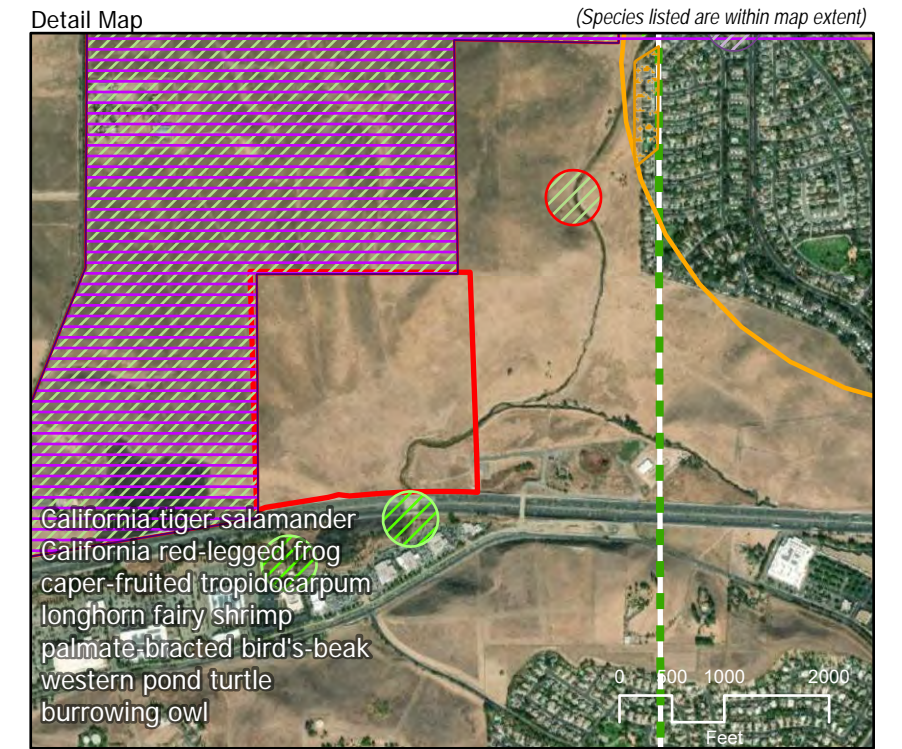 Detail Map
(Species listed are within map extent)
California tiger salamander
California red-legged frog
caper-fruited tropidocarpum
longhorn fairy shrimp
palmate-bracted bird's-beak
western pond turtle
burrowing owl
0 500 1000 2000
Feet